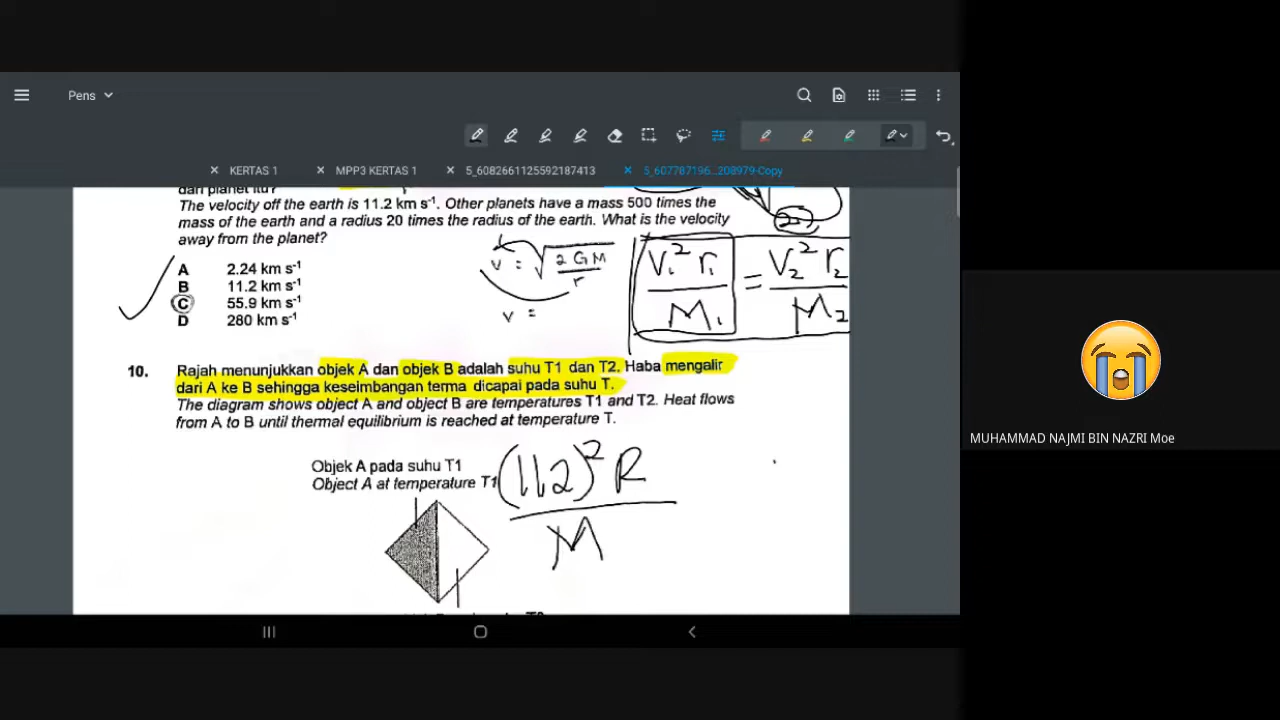 Pens
KERTAS 1
MPP3 KERTAS 1
5_6082661125592187413
5_607787196...208979-Copy
dari planet itu?
The velocity off the earth is 11.2 km s⁻¹. Other planets have a mass 500 times the
mass of the earth and a radius 20 times the radius of the earth. What is the velocity
away from the planet?
A 2.24 km s⁻¹
B 11.2 km s⁻¹
C 55.9 km s⁻¹
D 280 km s⁻¹
v = √(2GM/r)
v =
V₁² r₁ / M₁ = V₂² r₂ / M₂
10. Rajah menunjukkan objek A dan objek B adalah suhu T1 dan T2. Haba mengalir
dari A ke B sehingga keseimbangan terma dicapai pada suhu T.
The diagram shows object A and object B are temperatures T1 and T2. Heat flows
from A to B until thermal equilibrium is reached at temperature T.
Objek A pada suhu T1
Object A at temperature T1
(112)² R
M
MUHAMMAD NAJMI BIN NAZRI Moe